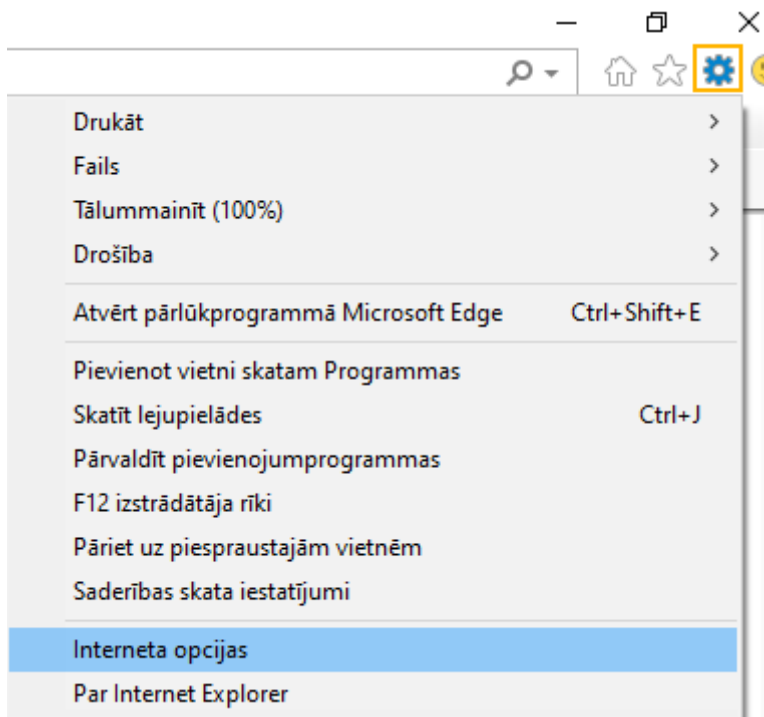 Drukāt
Fails
Tālummainīt (100%)
Drošība
Atvērt pārlūkprogrammā Microsoft Edge Ctrl+Shift+E
Pievienot vietni skatam Programmas
Skatīt lejupielādes Ctrl+J
Pārvaldīt pievienojumprogrammas
F12 izstrādātāja rīki
Pāriet uz piespraustajām vietnēm
Saderības skata iestatījumi
Interneta opcijas
Par Internet Explorer